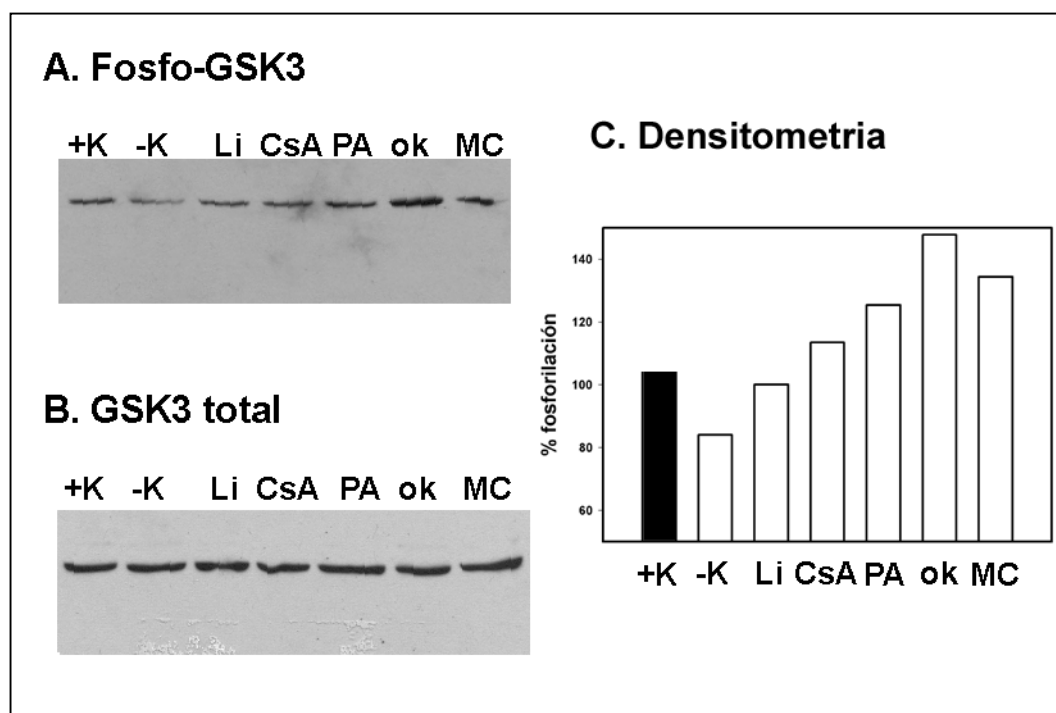 A. Fosfo-GSK3
+K -K Li CsA PA ok MC
B. GSK3 total
+K -K Li CsA PA ok MC
C. Densitometria
% fosforilación
140
120
100
80
60
+K -K Li CsA PA ok MC